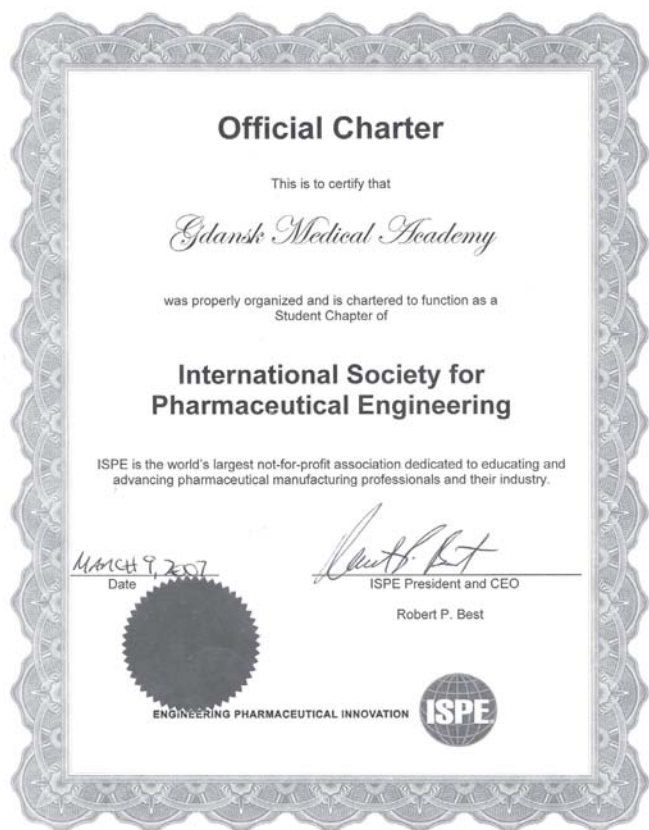 Official Charter
This is to certify that
Gdansk Medical Academy
was properly organized and is chartered to function as a
Student Chapter of
International Society for
Pharmaceutical Engineering
ISPE is the world's largest not-for-profit association dedicated to educating and
advancing pharmaceutical manufacturing professionals and their industry.
MARCH 9, 2007
Date
ISPE President and CEO
Robert P. Best
ENGINEERING PHARMACEUTICAL INNOVATION
ISPE